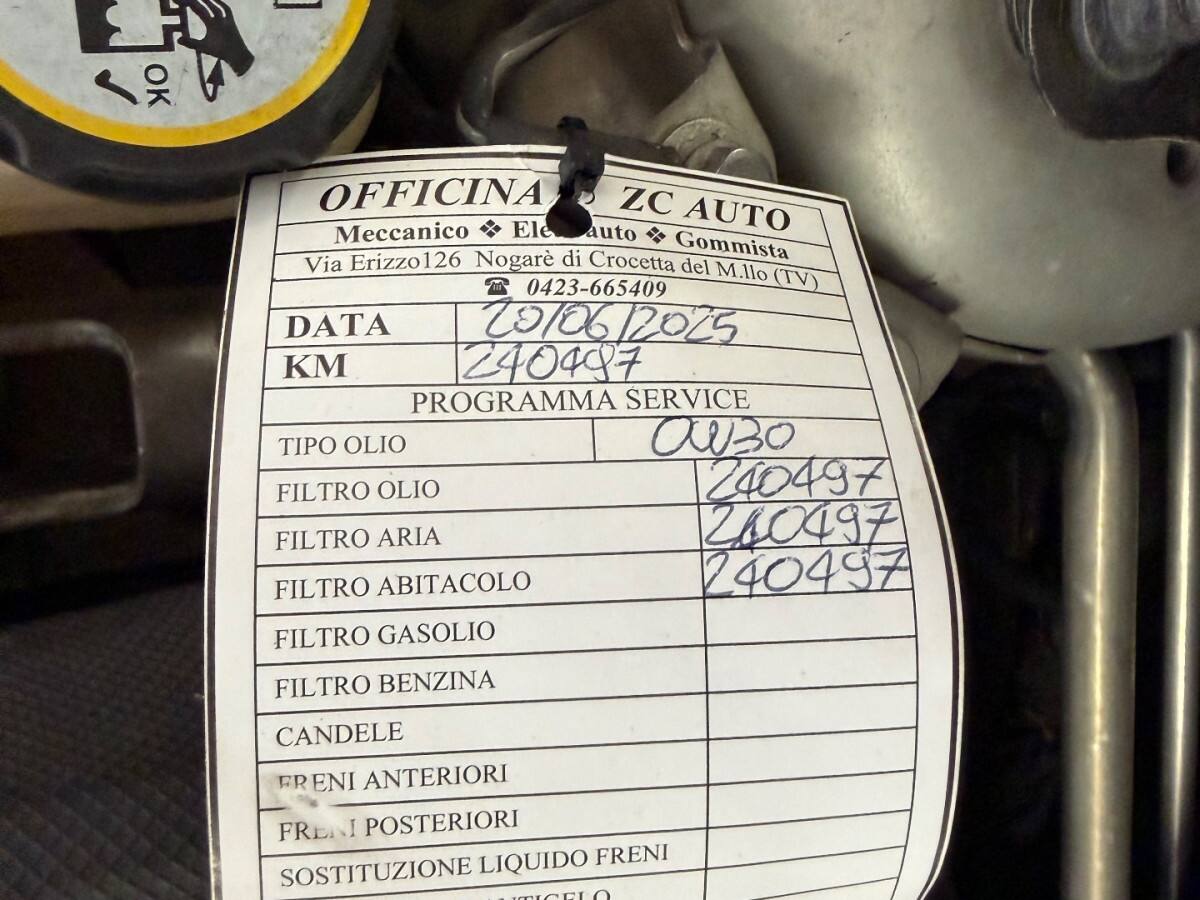 OK
OFFICINA ZC AUTO
Meccanico ❖ Elettrauto ❖ Gommista
Via Erizzo126 Nogarè di Crocetta del M.llo (TV)
☎ 0423-665409
DATA 20/06/2025
KM 240497
PROGRAMMA SERVICE
TIPO OLIO 0W30
FILTRO OLIO 240497
FILTRO ARIA 240497
FILTRO ABITACOLO 240497
FILTRO GASOLIO
FILTRO BENZINA
CANDELE
FRENI ANTERIORI
FRENI POSTERIORI
SOSTITUZIONE LIQUIDO FRENI